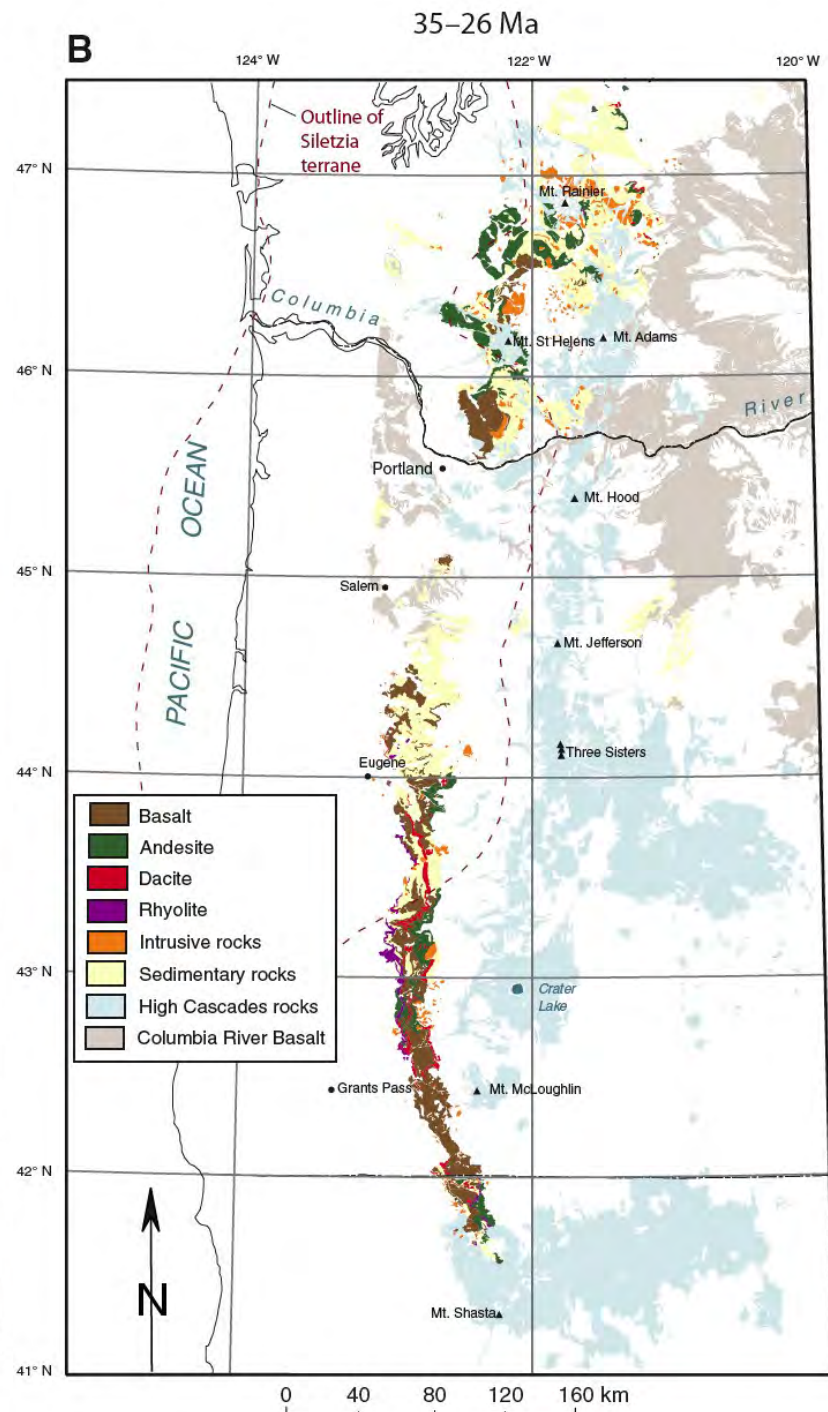 35–26 Ma
B
124° W
122° W
120° W
Outline of
Siletzia
terrane
47° N
Mt. Rainier
Columbia
Mt. St Helens
Mt. Adams
46° N
River
Portland
Mt. Hood
OCEAN
45° N
Salem
Mt. Jefferson
PACIFIC
Three Sisters
Eugene
44° N
Basalt
Andesite
Dacite
Rhyolite
Intrusive rocks
Sedimentary rocks
High Cascades rocks
Columbia River Basalt
43° N
Crater
Lake
Grants Pass
Mt. McLoughlin
42° N
N
Mt. Shasta
41° N
0 40 80 120 160 km